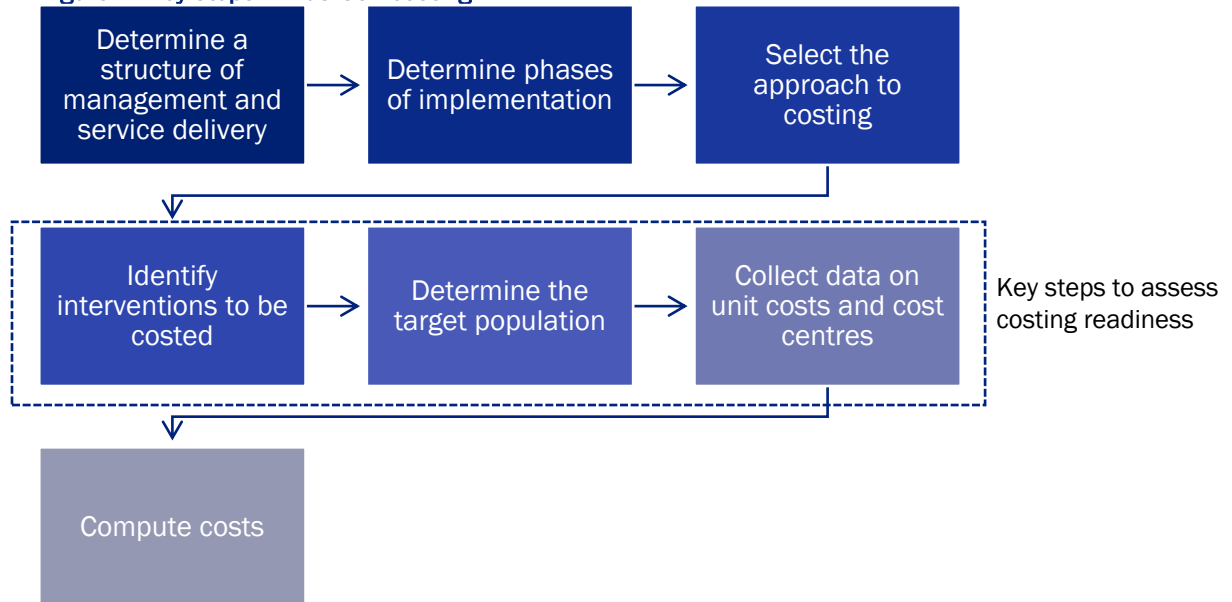 Determine a
structure of
management and
service delivery
Determine phases
of implementation
Select the
approach to
costing
Identify
interventions to be
costed
Determine the
target population
Collect data on
unit costs and cost
centres
Key steps to assess
costing readiness
Compute costs